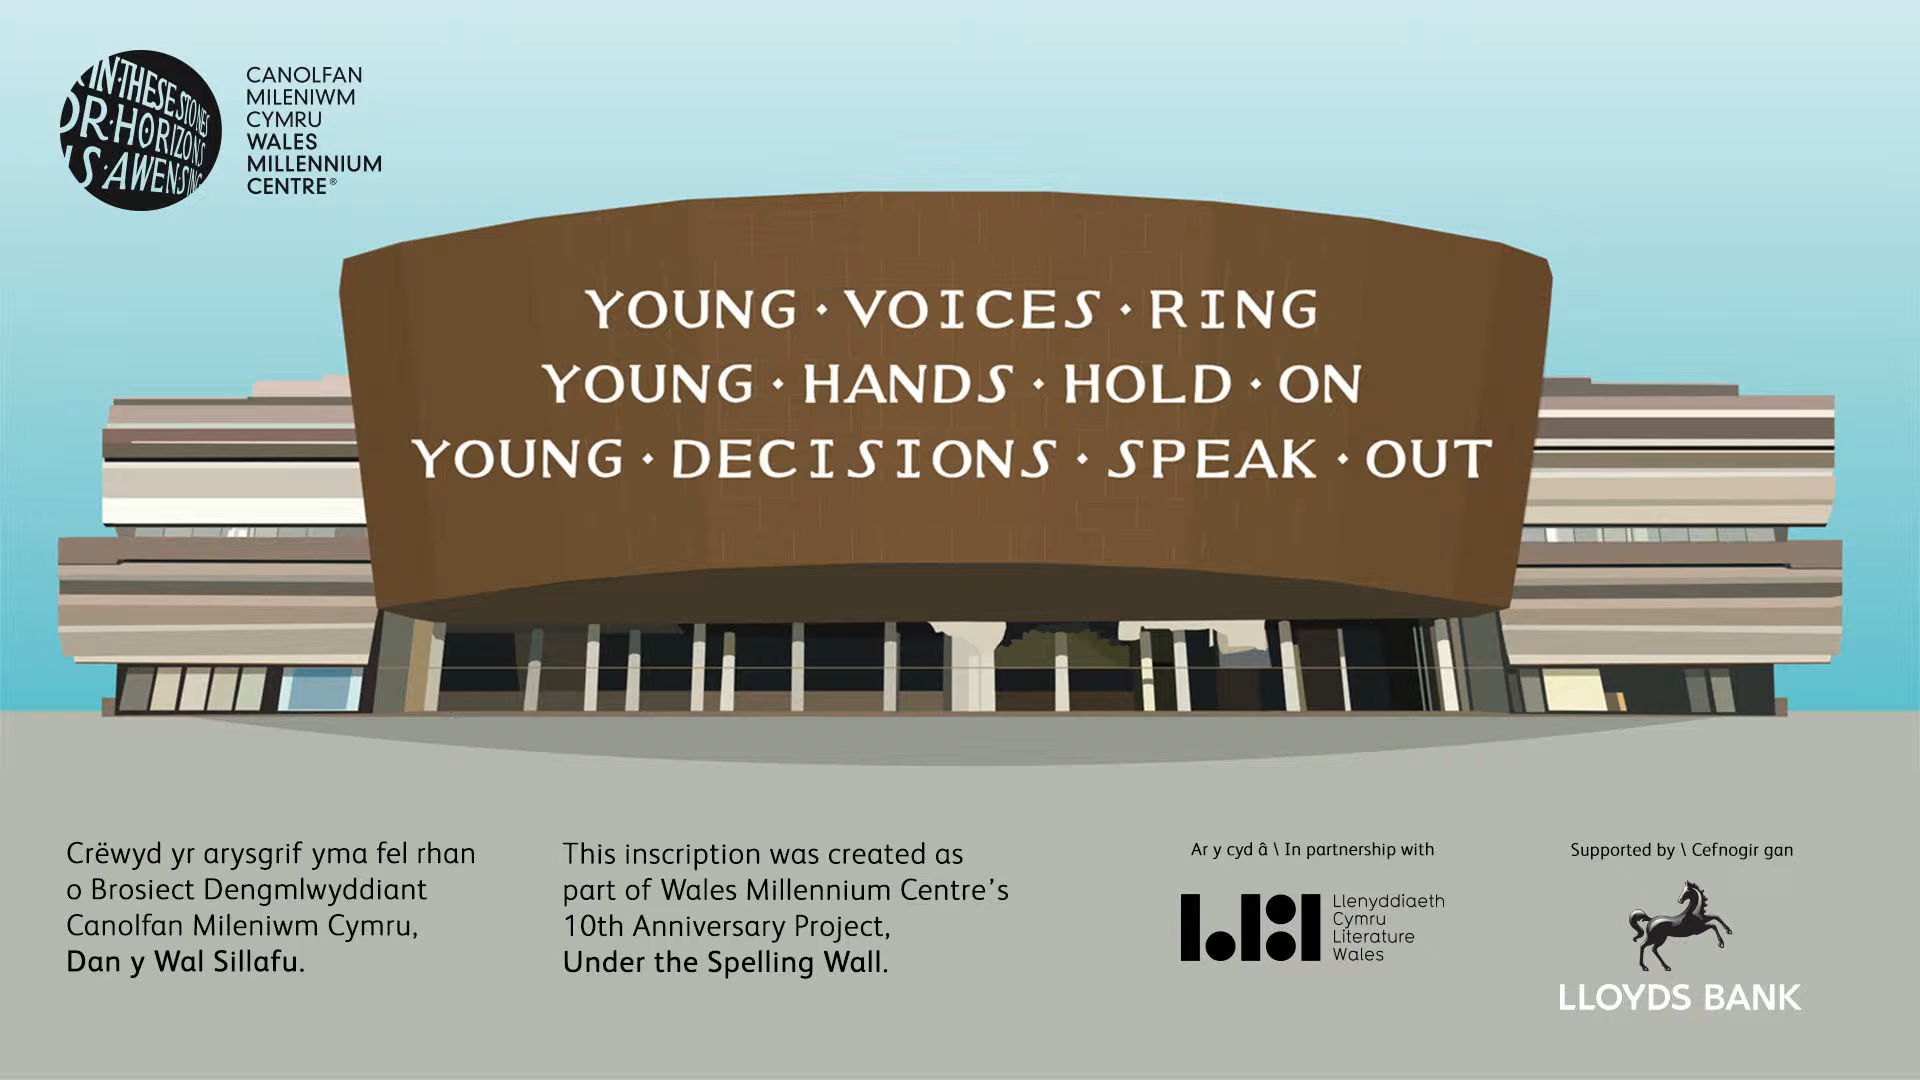 IN·THESE STONES
OR·HORIZONS
S·AWEN·SING
CANOLFAN
MILENIWM
CYMRU
WALES
MILLENNIUM
CENTRE®
YOUNG · VOICES · RING
YOUNG · HANDS · HOLD · ON
YOUNG · DECISIONS · SPEAK · OUT
Crëwyd yr arysgrif yma fel rhan
o Brosiect Dengmlwyddiant
Canolfan Mileniwm Cymru,
Dan y Wal Sillafu.
This inscription was created as
part of Wales Millennium Centre’s
10th Anniversary Project,
Under the Spelling Wall.
Ar y cyd â \ In partnership with
Llenyddiaeth
Cymru
Literature
Wales
Supported by \ Cefnogir gan
LLOYDS BANK